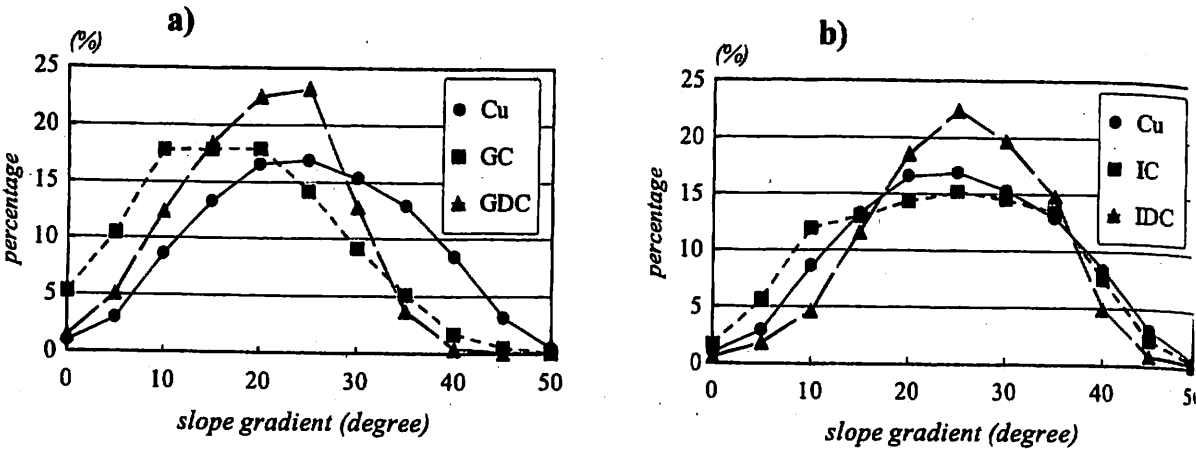 a)
(%)
25
20
15
10
5
0
percentage
0 10 20 30 40 50
slope gradient (degree)
Cu
GC
GDC
b)
(%)
25
20
15
10
5
0
percentage
0 10 20 30 40
slope gradient (degree)
Cu
IC
IDC